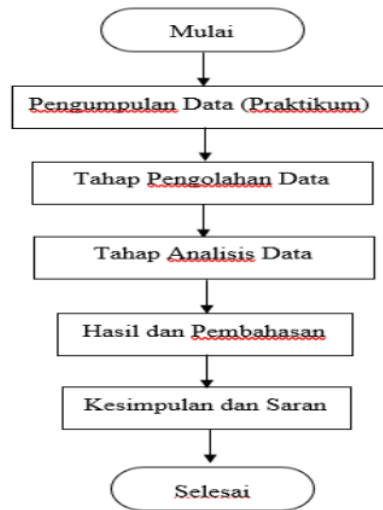 Mulai
Pengumpulan Data (Praktikum)
Tahap Pengolahan Data
Tahap Analisis Data
Hasil dan Pembahasan
Kesimpulan dan Saran
Selesai